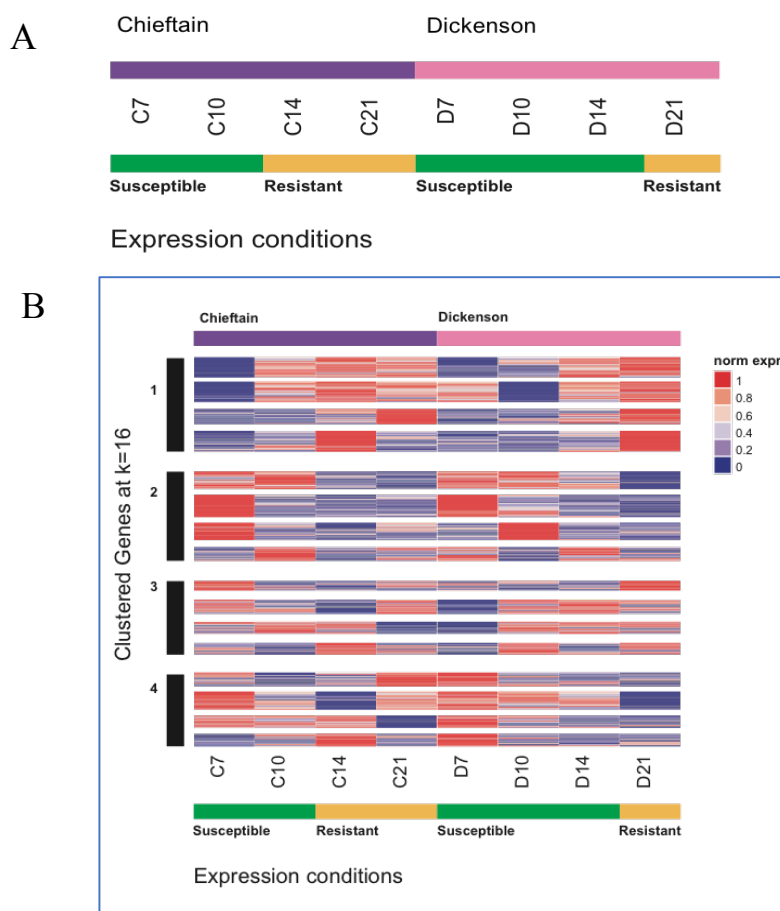 A
Chieftain Dickenson
C7 C10 C14 C21 D7 D10 D14 D21
Susceptible Resistant Susceptible Resistant
Expression conditions
B
Chieftain Dickenson
norm expr
1
0.8
0.6
0.4
0.2
0
Clustered Genes at k=16
1
2
3
4
C7 C10 C14 C21 D7 D10 D14 D21
Susceptible Resistant Susceptible Resistant
Expression conditions